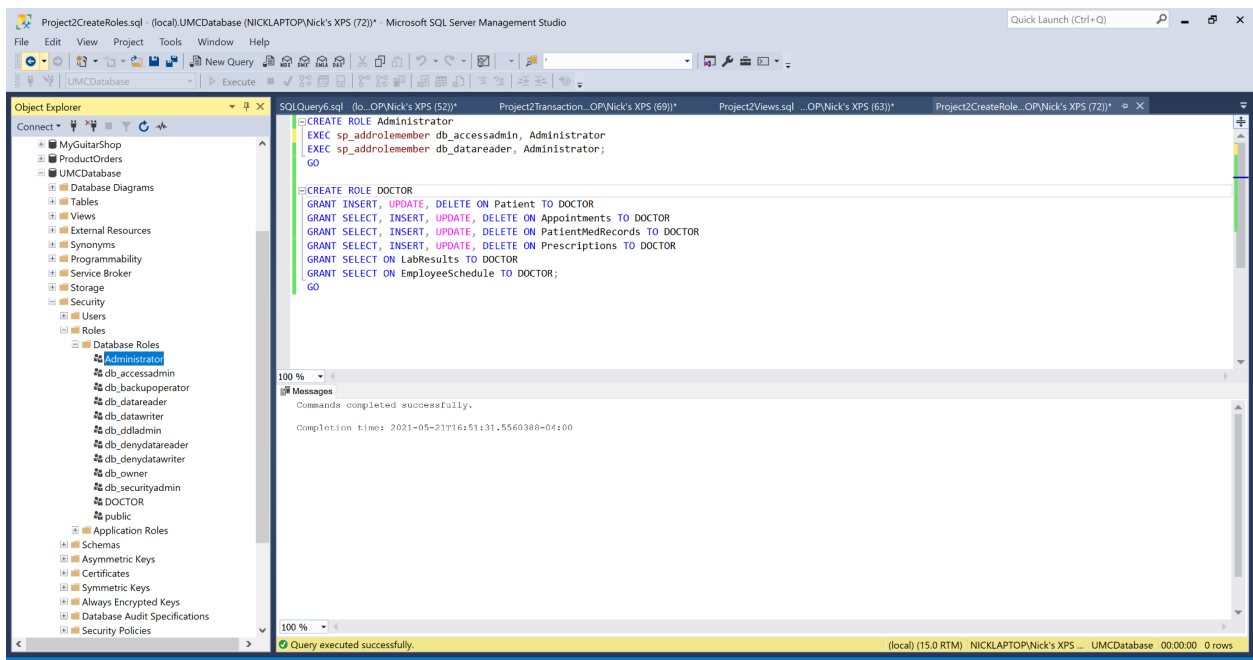 Project2CreateRoles.sql - (local).UMCDatabase (NICKLAPTOP\Nick's XPS (72))* - Microsoft SQL Server Management Studio
Quick Launch (Ctrl+Q)
File Edit View Project Tools Window Help
New Query
MDX DMX XMLA DAX
UMCDatabase
Execute
Object Explorer
SQLQuery6.sql (lo...OP\Nick's XPS (52))*
Project2Transaction...OP\Nick's XPS (69))*
Project2Views.sql ...OP\Nick's XPS (63))*
Project2CreateRole...OP\Nick's XPS (72))*
Connect
MyGuitarShop
ProductOrders
UMCDatabase
Database Diagrams
Tables
Views
External Resources
Synonyms
Programmability
Service Broker
Storage
Security
Users
Roles
Database Roles
Administrator
db_accessadmin
db_backupoperator
db_datareader
db_datawriter
db_ddladmin
db_denydatareader
db_denydatawriter
db_owner
db_securityadmin
DOCTOR
public
Application Roles
Schemas
Asymmetric Keys
Certificates
Symmetric Keys
Always Encrypted Keys
Database Audit Specifications
Security Policies
CREATE ROLE Administrator
EXEC sp_addrolemember db_accessadmin, Administrator
EXEC sp_addrolemember db_datareader, Administrator;
GO
CREATE ROLE DOCTOR
GRANT INSERT, UPDATE, DELETE ON Patient TO DOCTOR
GRANT SELECT, INSERT, UPDATE, DELETE ON Appointments TO DOCTOR
GRANT SELECT, INSERT, UPDATE, DELETE ON PatientMedRecords TO DOCTOR
GRANT SELECT, INSERT, UPDATE, DELETE ON Prescriptions TO DOCTOR
GRANT SELECT ON LabResults TO DOCTOR
GRANT SELECT ON EmployeeSchedule TO DOCTOR;
GO
100 %
Messages
Commands completed successfully.
Completion time: 2021-05-21T16:51:31.5560388-04:00
100 %
Query executed successfully.
(local) (15.0 RTM) NICKLAPTOP\Nick's XPS ... UMCDatabase 00:00:00 0 rows